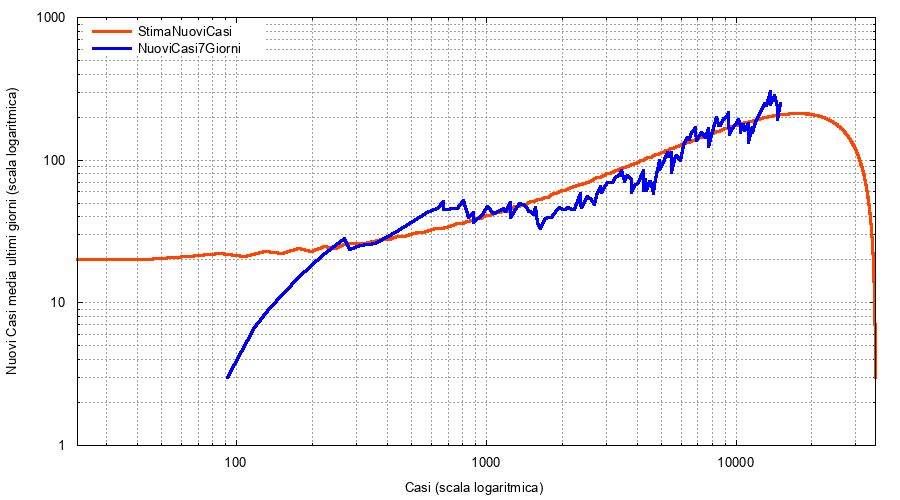 1000
StimaNuoviCasi
NuoviCasi7Giorni
100
10
1
100
1000
10000
Nuovi Casi media ultimi giorni (scala logaritmica)
Casi (scala logaritmica)